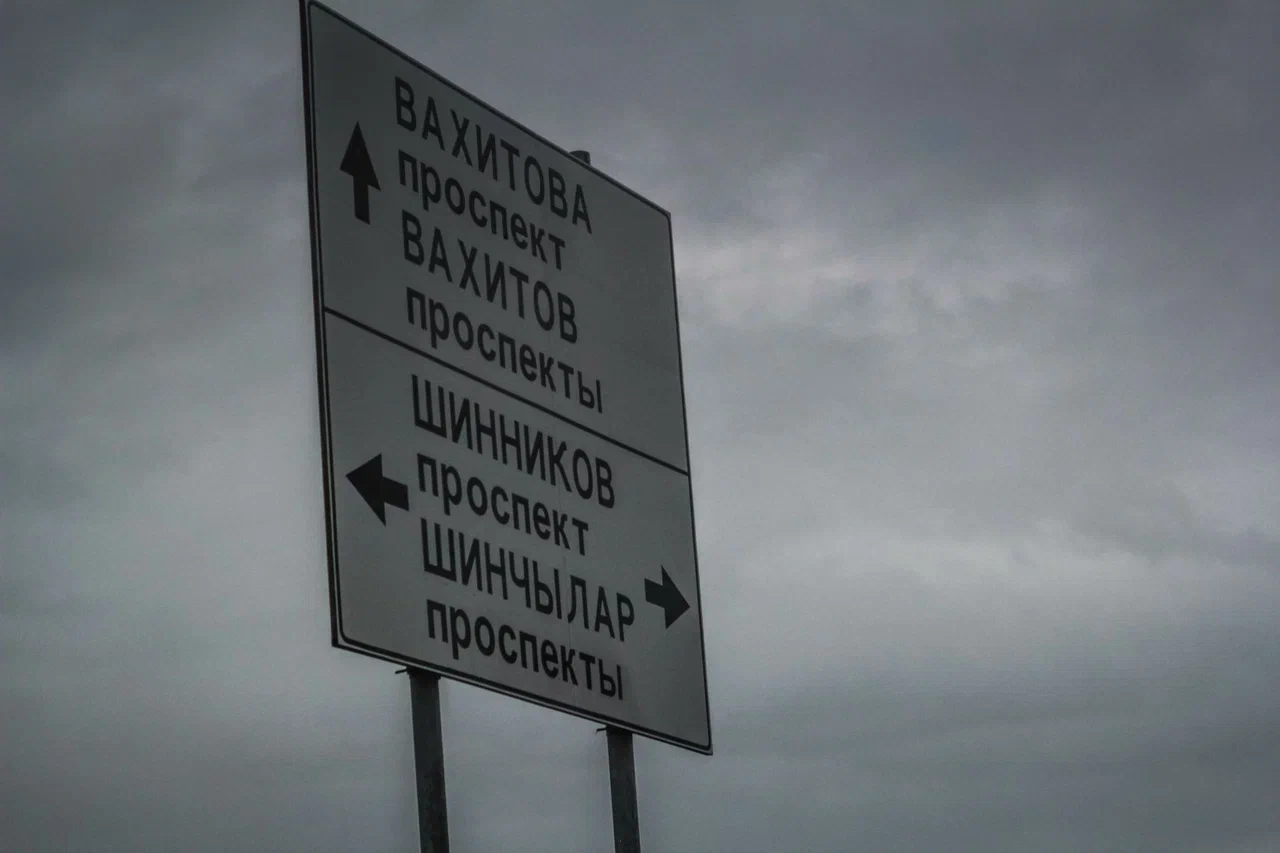 ВАХИТОВА
проспект
ВАХИТОВ
проспекты
ШИННИКОВ
проспект
ШИНЧЫЛАР
проспекты